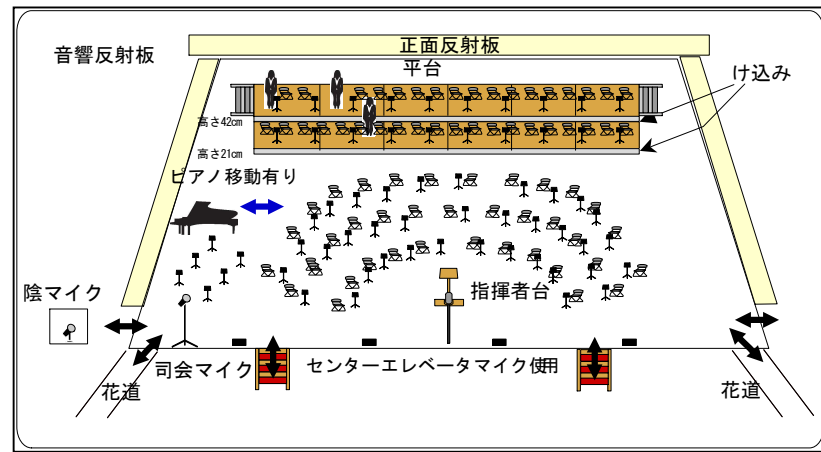 正面反射板
音響反射板
平台
け込み
高さ42cm
高さ21cm
ピアノ移動有り
陰マイク
指揮者台
司会マイク
センターエレベータマイク使用
花道
花道